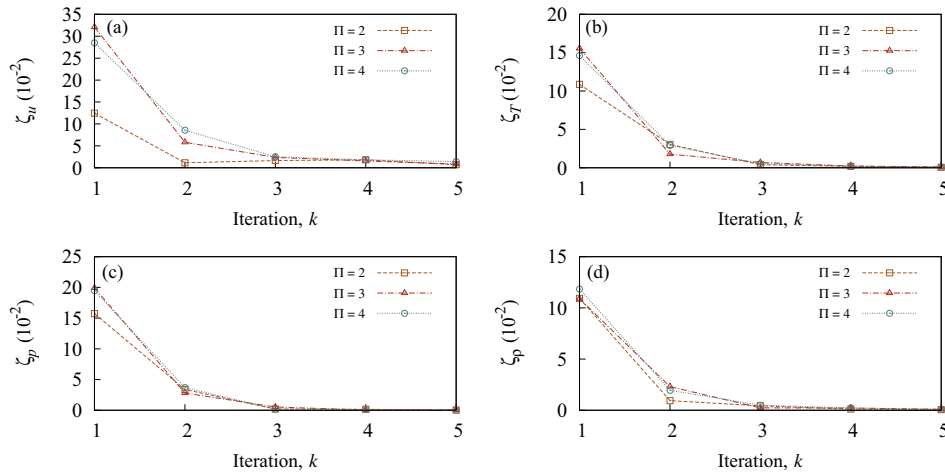 (a)
Π = 2
Π = 3
Π = 4
35
30
25
20
15
10
5
0
ζu (10-2)
1 2 3 4 5
Iteration, k
(b)
Π = 2
Π = 3
Π = 4
20
15
10
5
0
ζT (10-2)
1 2 3 4 5
Iteration, k
(c)
Π = 2
Π = 3
Π = 4
25
20
15
10
5
0
ζp (10-2)
1 2 3 4 5
Iteration, k
(d)
Π = 2
Π = 3
Π = 4
15
10
5
0
ζρ (10-2)
1 2 3 4 5
Iteration, k